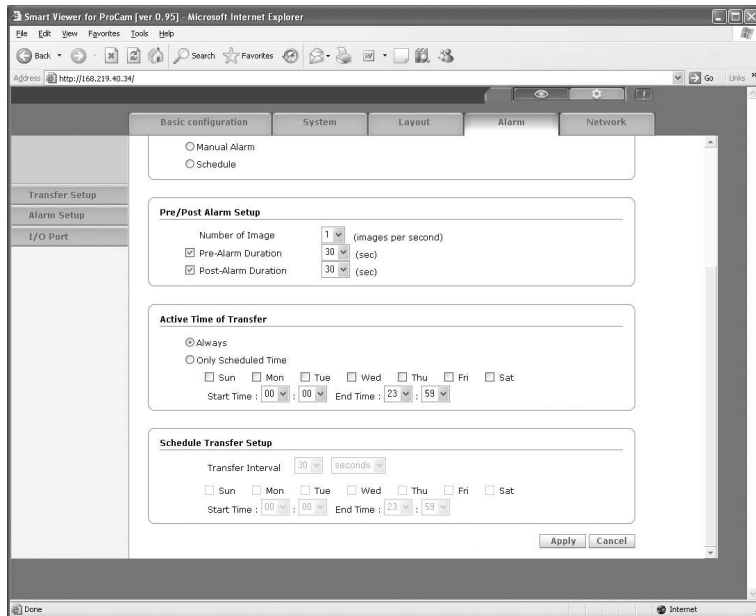 Smart Viewer for ProCam [ver 0.95] - Microsoft Internet Explorer
File Edit View Favorites Tools Help
Back Search Favorites
Address http://168.219.40.34/ Go Links »
Basic configuration System Layout Alarm Network
Manual Alarm
Schedule
Transfer Setup
Alarm Setup
I/O Port
Pre/Post Alarm Setup
Number of Image 1 (images per second)
Pre-Alarm Duration 30 (sec)
Post-Alarm Duration 30 (sec)
Active Time of Transfer
Always
Only Scheduled Time
Sun Mon Tue Wed Thu Fri Sat
Start Time : 00 : 00 End Time : 23 : 59
Schedule Transfer Setup
Transfer Interval 30 seconds
Sun Mon Tue Wed Thu Fri Sat
Start Time : 00 : 00 End Time : 23 : 59
Apply Cancel
Done Internet